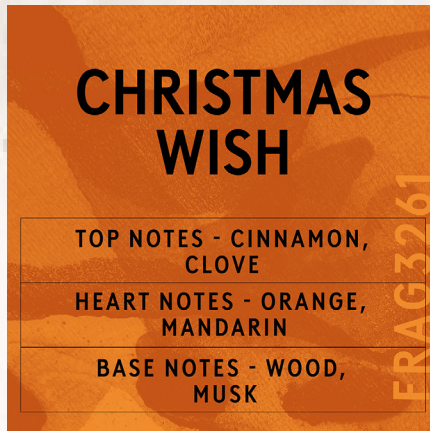 CHRISTMAS
WISH
TOP NOTES - CINNAMON,
CLOVE
HEART NOTES - ORANGE,
MANDARIN
BASE NOTES - WOOD,
MUSK
FRAG3261